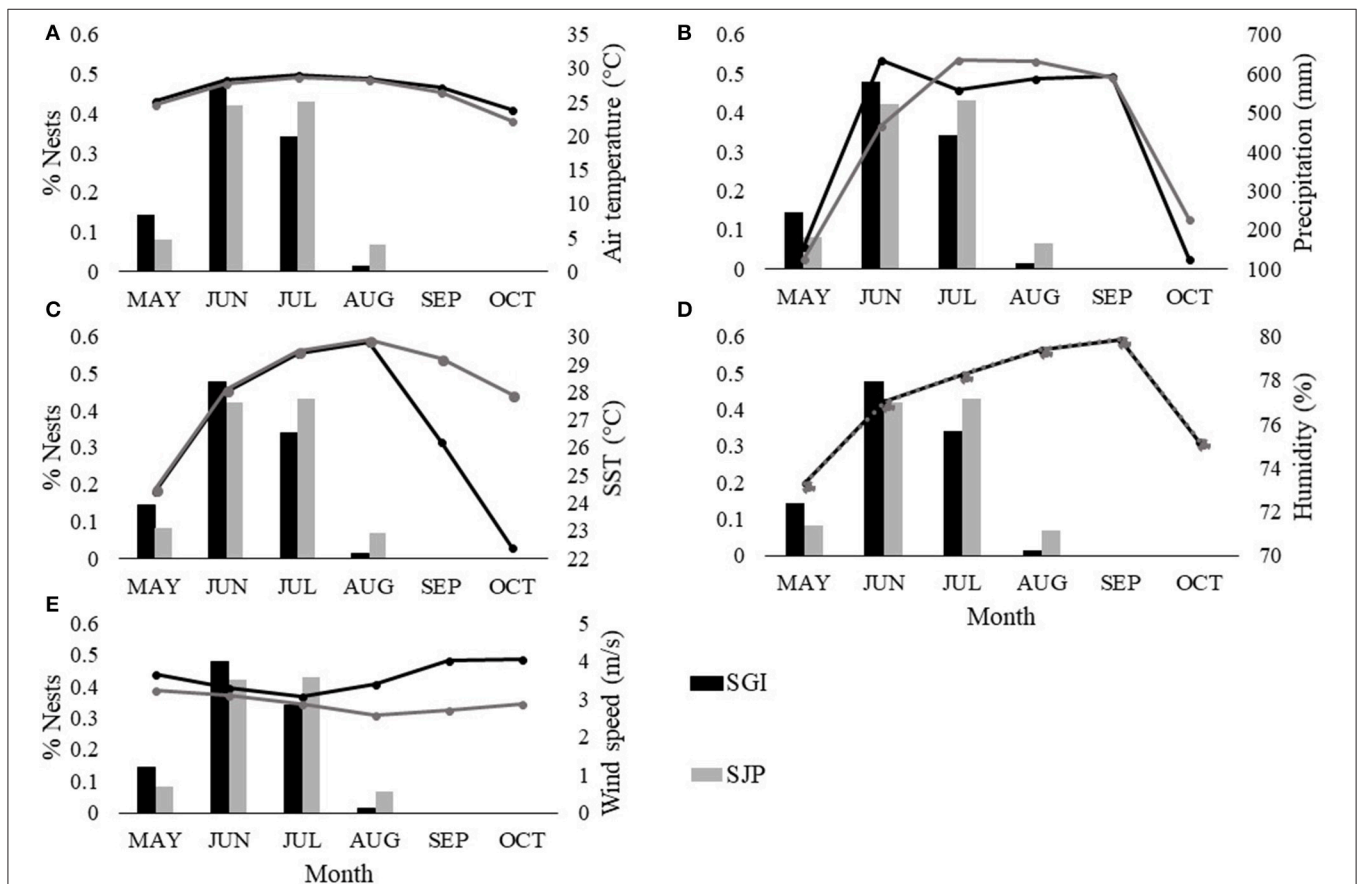 A
0.6
0.5
0.4
0.3
0.2
0.1
0
% Nests
35
30
25
20
15
10
5
0
Air temperature (°C)
MAY JUN JUL AUG SEP OCT
B
0.6
0.5
0.4
0.3
0.2
0.1
0
% Nests
700
600
500
400
300
200
100
Precipitation (mm)
MAY JUN JUL AUG SEP OCT
C
0.6
0.5
0.4
0.3
0.2
0.1
0
% Nests
30
29
28
27
26
25
24
23
22
SST (°C)
MAY JUN JUL AUG SEP OCT
D
0.6
0.5
0.4
0.3
0.2
0.1
0
% Nests
80
78
76
74
72
70
Humidity (%)
MAY JUN JUL AUG SEP OCT
Month
E
0.6
0.5
0.4
0.3
0.2
0.1
0
% Nests
5
4
3
2
1
0
Wind speed (m/s)
MAY JUN JUL AUG SEP OCT
Month
SGI
SJP